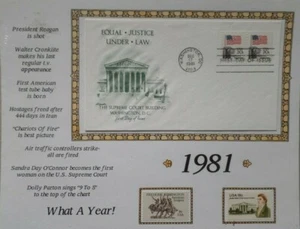 President Reagan
is shot
Walter Cronkite
makes his last
regular t.v.
appearance
First American
test tube baby
is born
Hostages freed after
444 days in Iran
"Chariots Of Fire"
is best picture
Air traffic controllers strike-
all are fired
Sandra Day O'Connor becomes the first
woman on the U.S. Supreme Court
Dolly Parton sings "9 To 5"
to the top of the chart
What A Year!
EQUAL · JUSTICE
UNDER · LAW
THE SUPREME COURT BUILDING
WASHINGTON, D.C.
1981